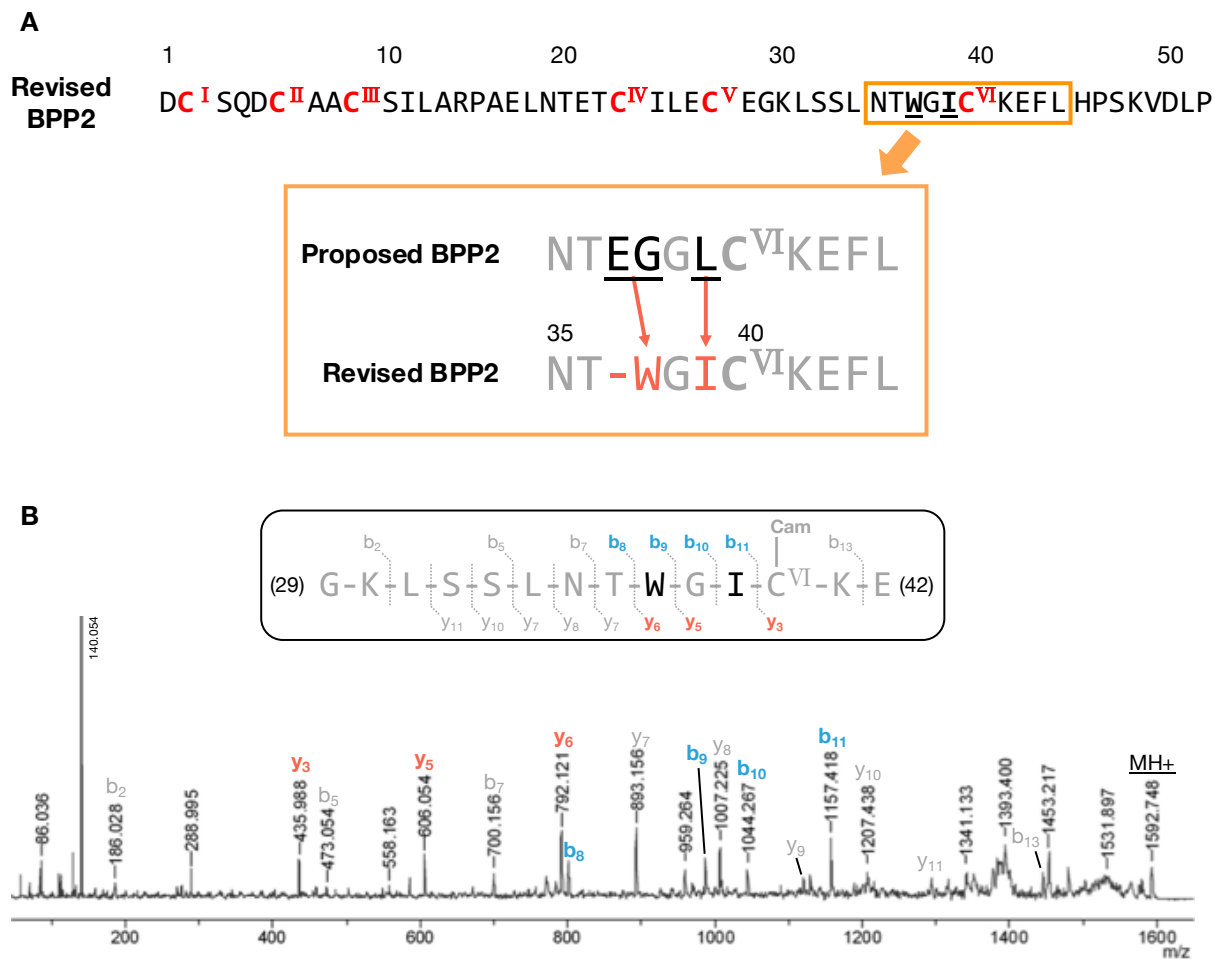 A
1 10 20 30 40 50
Revised BPP2 DCᴵSQDCᴵᴵAACᴵᴵᴵSILARPAELNTETCᴵⱽILECⱽEGKLSSLNTWGICⱽᴵKEFLHPSKVDLP
Proposed BPP2 NTEGGLCⱽᴵKEFL
35 40
Revised BPP2 NT-WGICⱽᴵKEFL
B
Cam
b₂ b₅ b₇ b₈ b₉ b₁₀ b₁₁ b₁₃
(29) G-K-L-S-S-L-N-T-W-G-I-Cⱽᴵ-K-E (42)
y₁₁ y₁₀ y₇ y₈ y₇ y₆ y₅ y₃
86.036
140.054
b₂
186.028
288.995
y₃
435.988
b₅
473.054
558.163
y₅
606.054
b₇
700.156
y₆
792.121
b₈
y₇
893.156
959.264
b₉
y₈
1007.225
b₁₀
1044.267
y₉
b₁₁
1157.418
y₁₀
1207.438
y₁₁
1341.133
1393.400
b₁₃
1453.217
1531.897
MH+
1592.748
200 400 600 800 1000 1200 1400 1600
m/z